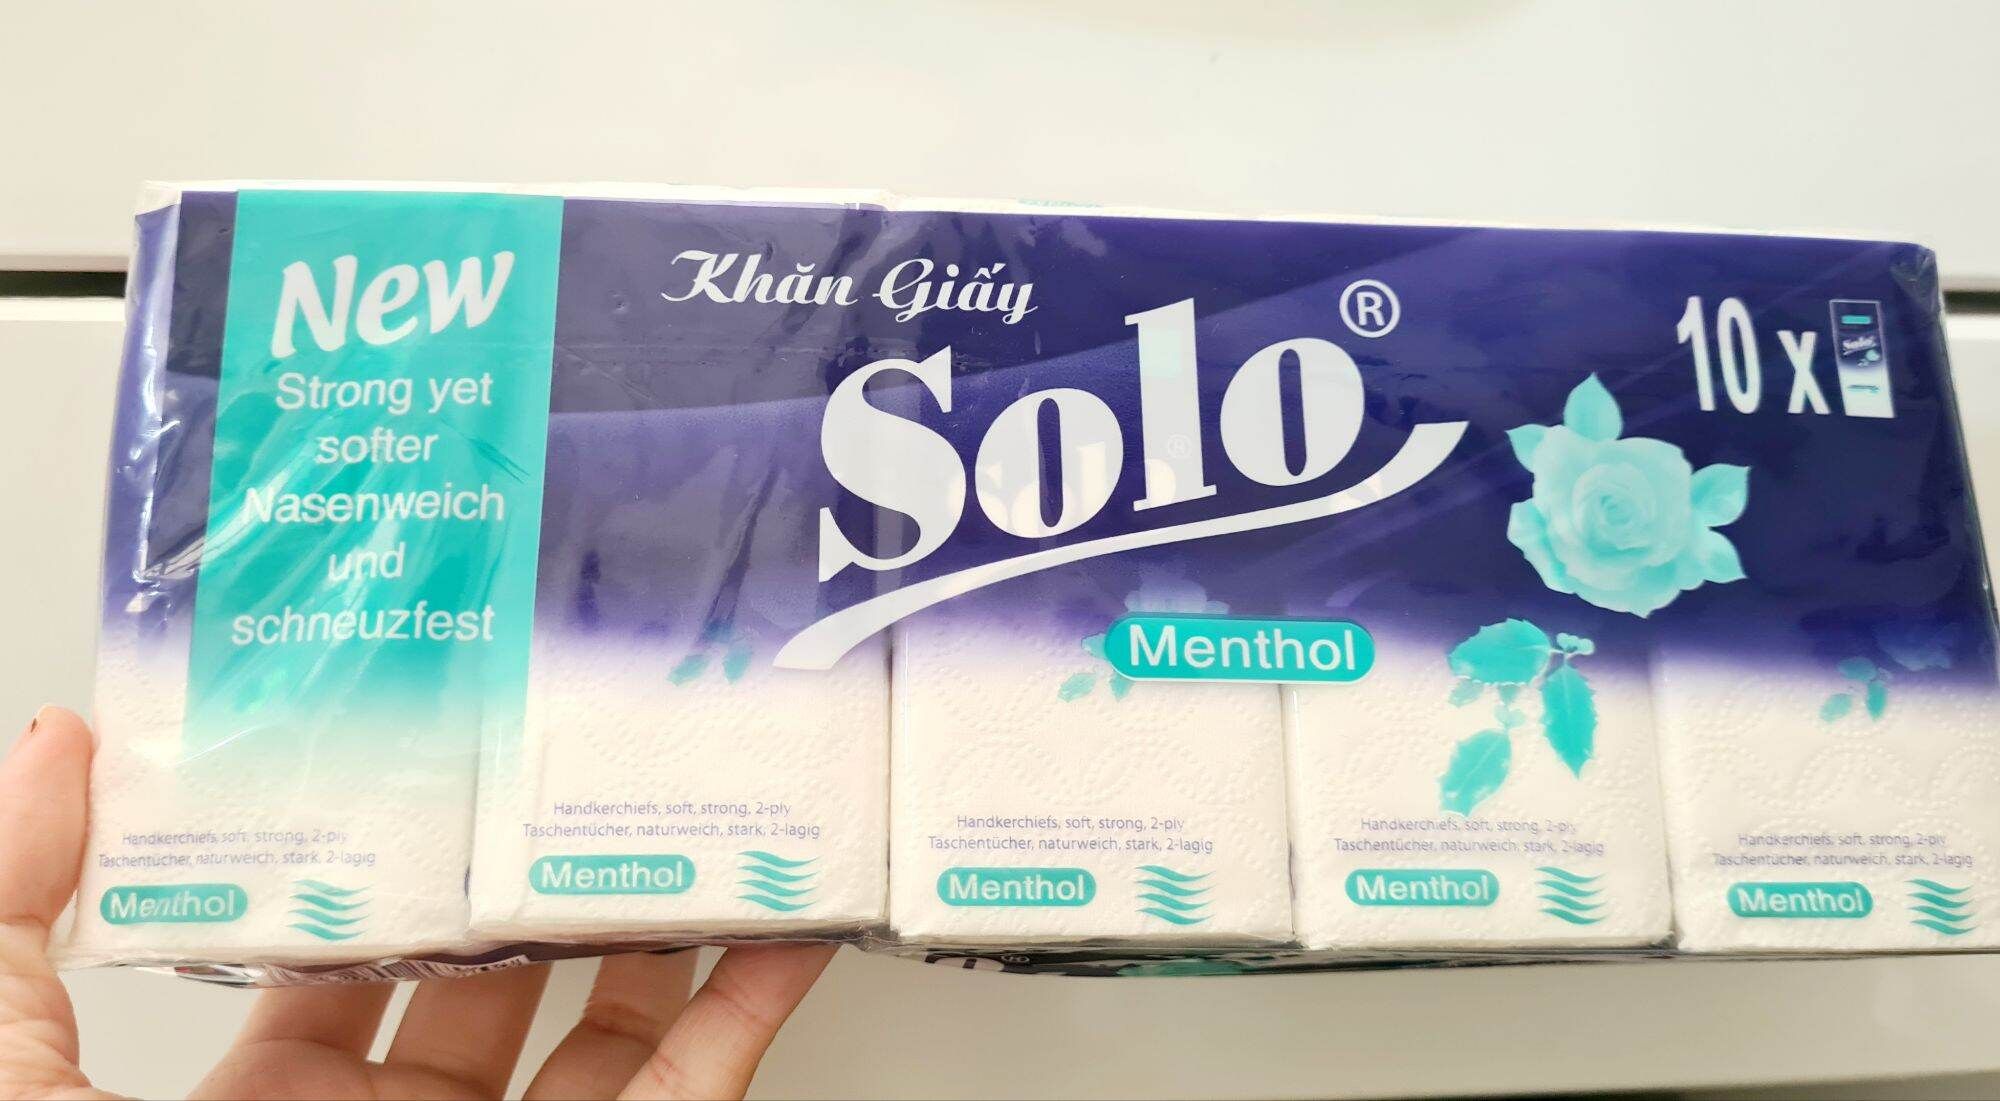 New
Strong yet
softer
Nasenweich
und
schneuzfest
Khăn Giấy
Solo®
Menthol
10 x
Solo
Handkerchiefs, soft, strong, 2-ply
Taschentücher, naturweich, stark, 2-lagig
Menthol
Handkerchiefs, soft, strong, 2-ply
Taschentücher, naturweich, stark, 2-lagig
Menthol
Handkerchiefs, soft, strong, 2-ply
Taschentücher, naturweich, stark, 2-lagig
Menthol
Handkerchiefs, soft, strong, 2-ply
Taschentücher, naturweich, stark, 2-lagig
Menthol
Handkerchiefs, soft, strong, 2-ply
Taschentücher, naturweich, stark, 2-lagig
Menthol